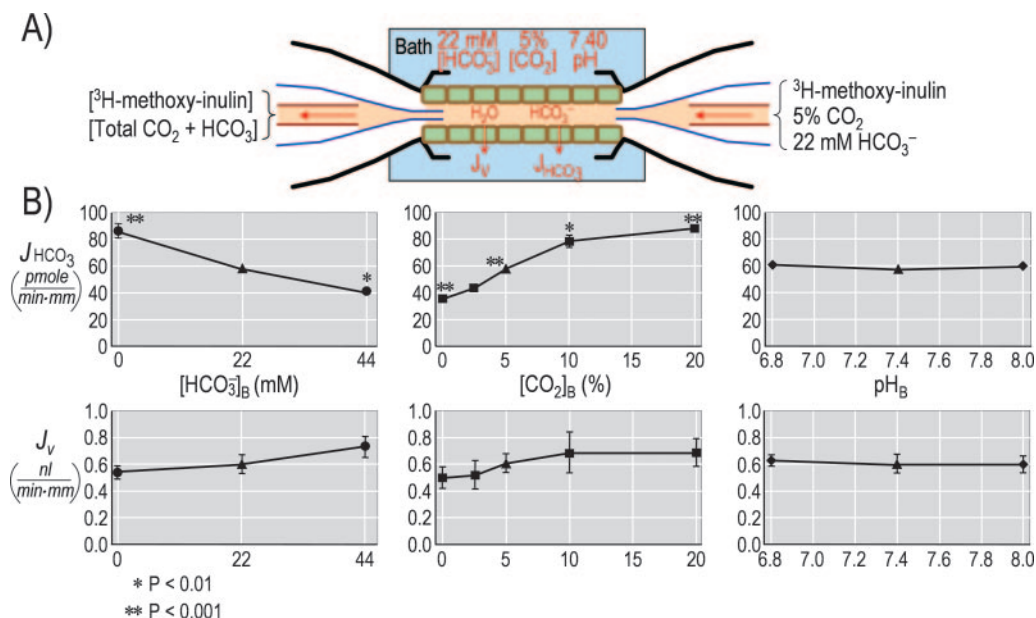 A)
Bath
22 mM 5% 7.40
[HCO₃⁻] [CO₂] pH
[³H-methoxy-inulin]
[Total CO₂ + HCO₃]
H₂O HCO₃⁻
J_V J_HCO₃
³H-methoxy-inulin
5% CO₂
22 mM HCO₃⁻
B)
J HCO₃
(pmole
min·mm)
100
80
60
40
20
0
**
*
0 22 44
[HCO₃⁻]B (mM)
100
80
60
40
20
0
**
**
*
**
0 5 10 15 20
[CO₂]B (%)
100
80
60
40
20
0
6.8 7.0 7.2 7.4 7.6 7.8 8.0
pHB
Jv
(nl
min·mm)
1.0
0.8
0.6
0.4
0.2
0.0
0 22 44
1.0
0.8
0.6
0.4
0.2
0.0
0 5 10 15 20
1.0
0.8
0.6
0.4
0.2
0.0
6.8 7.0 7.2 7.4 7.6 7.8 8.0
* P < 0.01
** P < 0.001